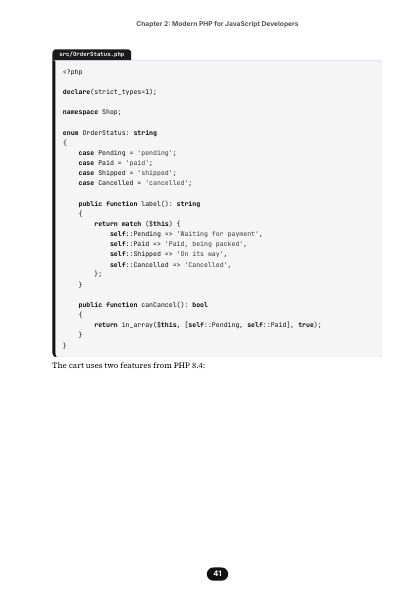 Chapter 2: Modern PHP for JavaScript Developers
src/OrderStatus.php
<?php
declare(strict_types=1);
namespace Shop;
enum OrderStatus: string
{
    case Pending = 'pending';
    case Paid = 'paid';
    case Shipped = 'shipped';
    case Cancelled = 'cancelled';
    public function label(): string
    {
        return match ($this) {
            self::Pending => 'Waiting for payment',
            self::Paid => 'Paid, being packed',
            self::Shipped => 'On its way',
            self::Cancelled => 'Cancelled',
        };
    }
    public function canCancel(): bool
    {
        return in_array($this, [self::Pending, self::Paid], true);
    }
}
The cart uses two features from PHP 8.4:
41